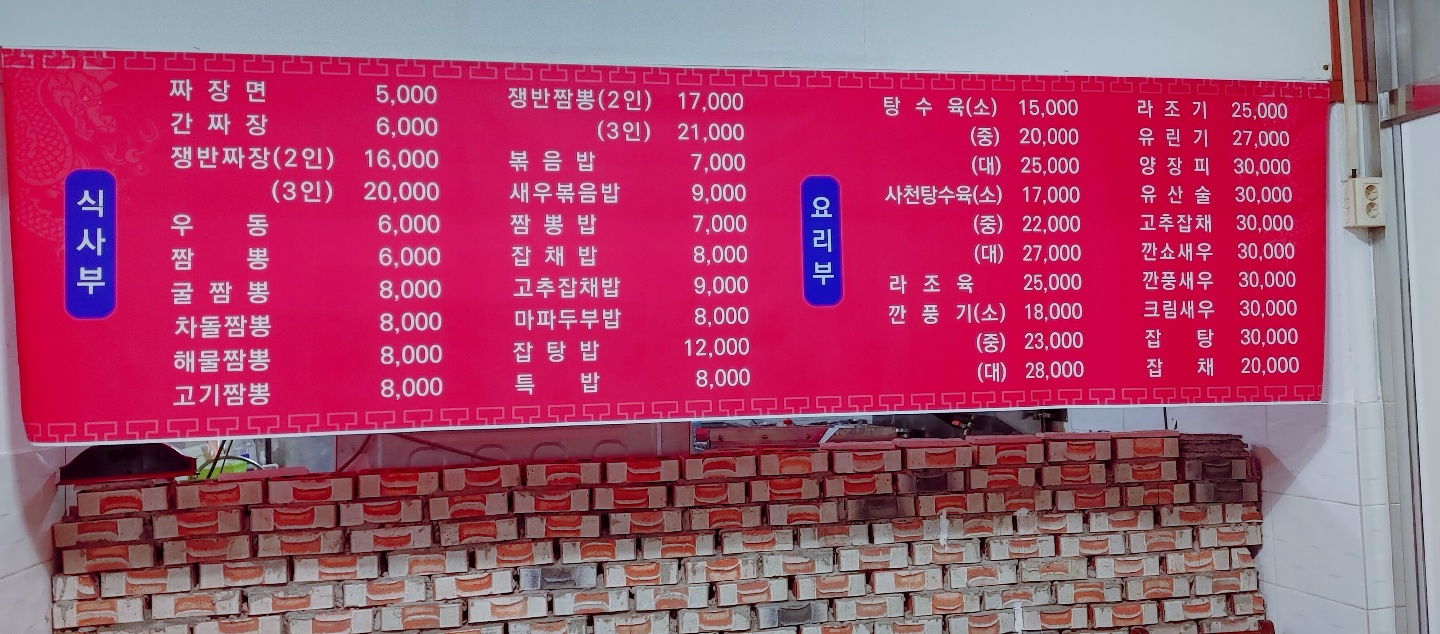 식사부
짜장면 5,000
간짜장 6,000
쟁반짜장(2인) 16,000
(3인) 20,000
우동 6,000
짬뽕 6,000
굴짬뽕 8,000
차돌짬뽕 8,000
해물짬뽕 8,000
고기짬뽕 8,000
쟁반짬뽕(2인) 17,000
(3인) 21,000
볶음밥 7,000
새우볶음밥 9,000
짬뽕밥 7,000
잡채밥 8,000
고추잡채밥 9,000
마파두부밥 8,000
잡탕밥 12,000
특밥 8,000
요리부
탕수육(소) 15,000
(중) 20,000
(대) 25,000
사천탕수육(소) 17,000
(중) 22,000
(대) 27,000
라조육 25,000
깐풍기(소) 18,000
(중) 23,000
(대) 28,000
라조기 25,000
유린기 27,000
양장피 30,000
유산슬 30,000
고추잡채 30,000
깐쇼새우 30,000
깐풍새우 30,000
크림새우 30,000
잡탕 30,000
잡채 20,000